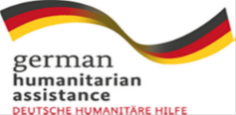 german
humanitarian
assistance
DEUTSCHE HUMANITÄRE HILFE